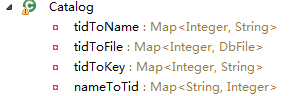 Catalog
tidToName : Map<Integer, String>
tidToFile : Map<Integer, DbFile>
tidToKey : Map<Integer, String>
nameToTid : Map<String, Integer>